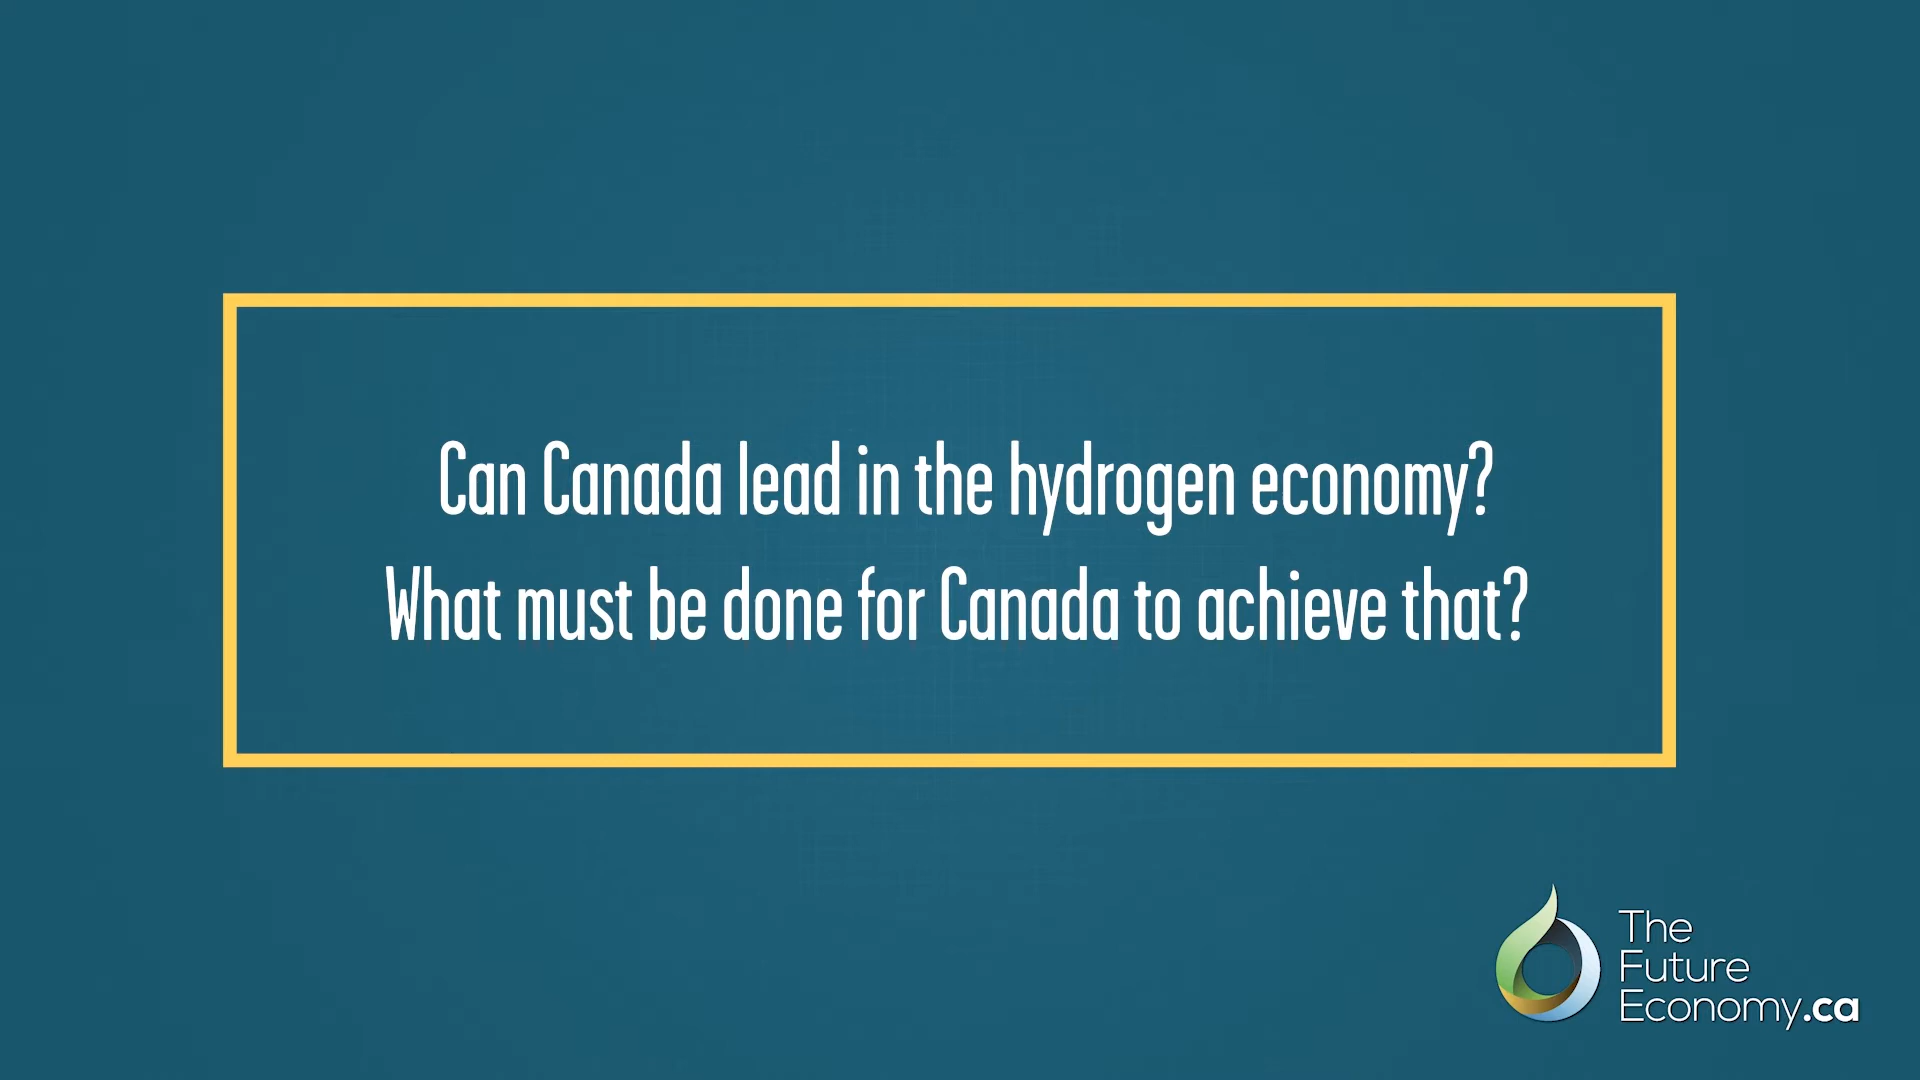 Can Canada lead in the hydrogen economy?
What must be done for Canada to achieve that?
The
Future
Economy.ca